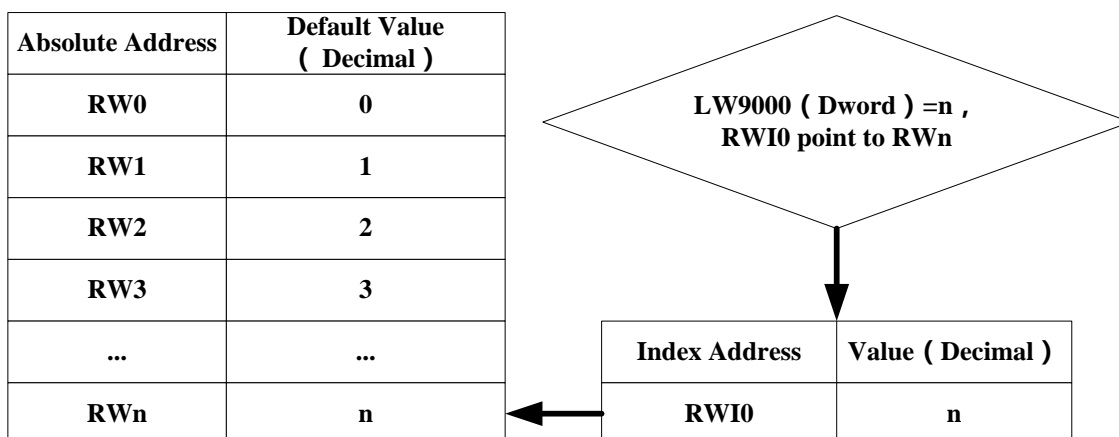 Absolute Address
Default Value
( Decimal )
RW0
0
RW1
1
RW2
2
RW3
3
...
...
RWn
n
LW9000 ( Dword ) =n ,
RWI0 point to RWn
Index Address
Value ( Decimal )
RWI0
n